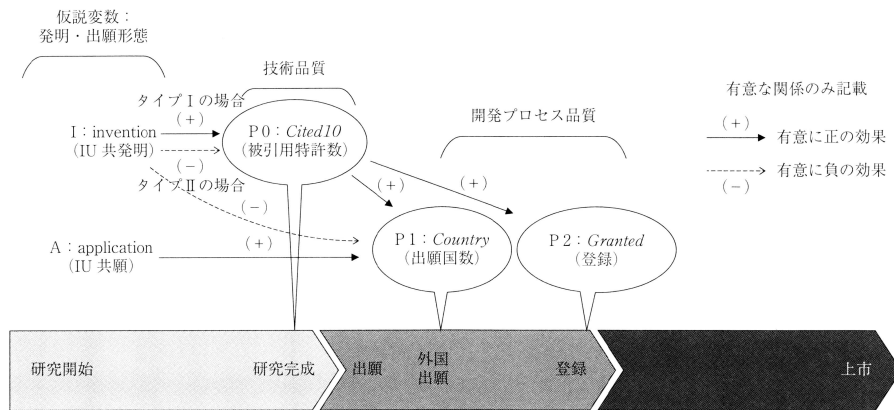 仮説変数：
発明・出願形態
技術品質
開発プロセス品質
有意な関係のみ記載
(+)
有意に正の効果
有意に負の効果
(−)
タイプⅠの場合
(+)
I：invention
(IU 共発明)
(−)
タイプⅡの場合
P0：Cited10
(被引用特許数)
(+)
(+)
(−)
(+)
A：application
(IU 共願)
P1：Country
(出願国数)
P2：Granted
(登録)
研究開始
研究完成
出願
外国
出願
登録
上市